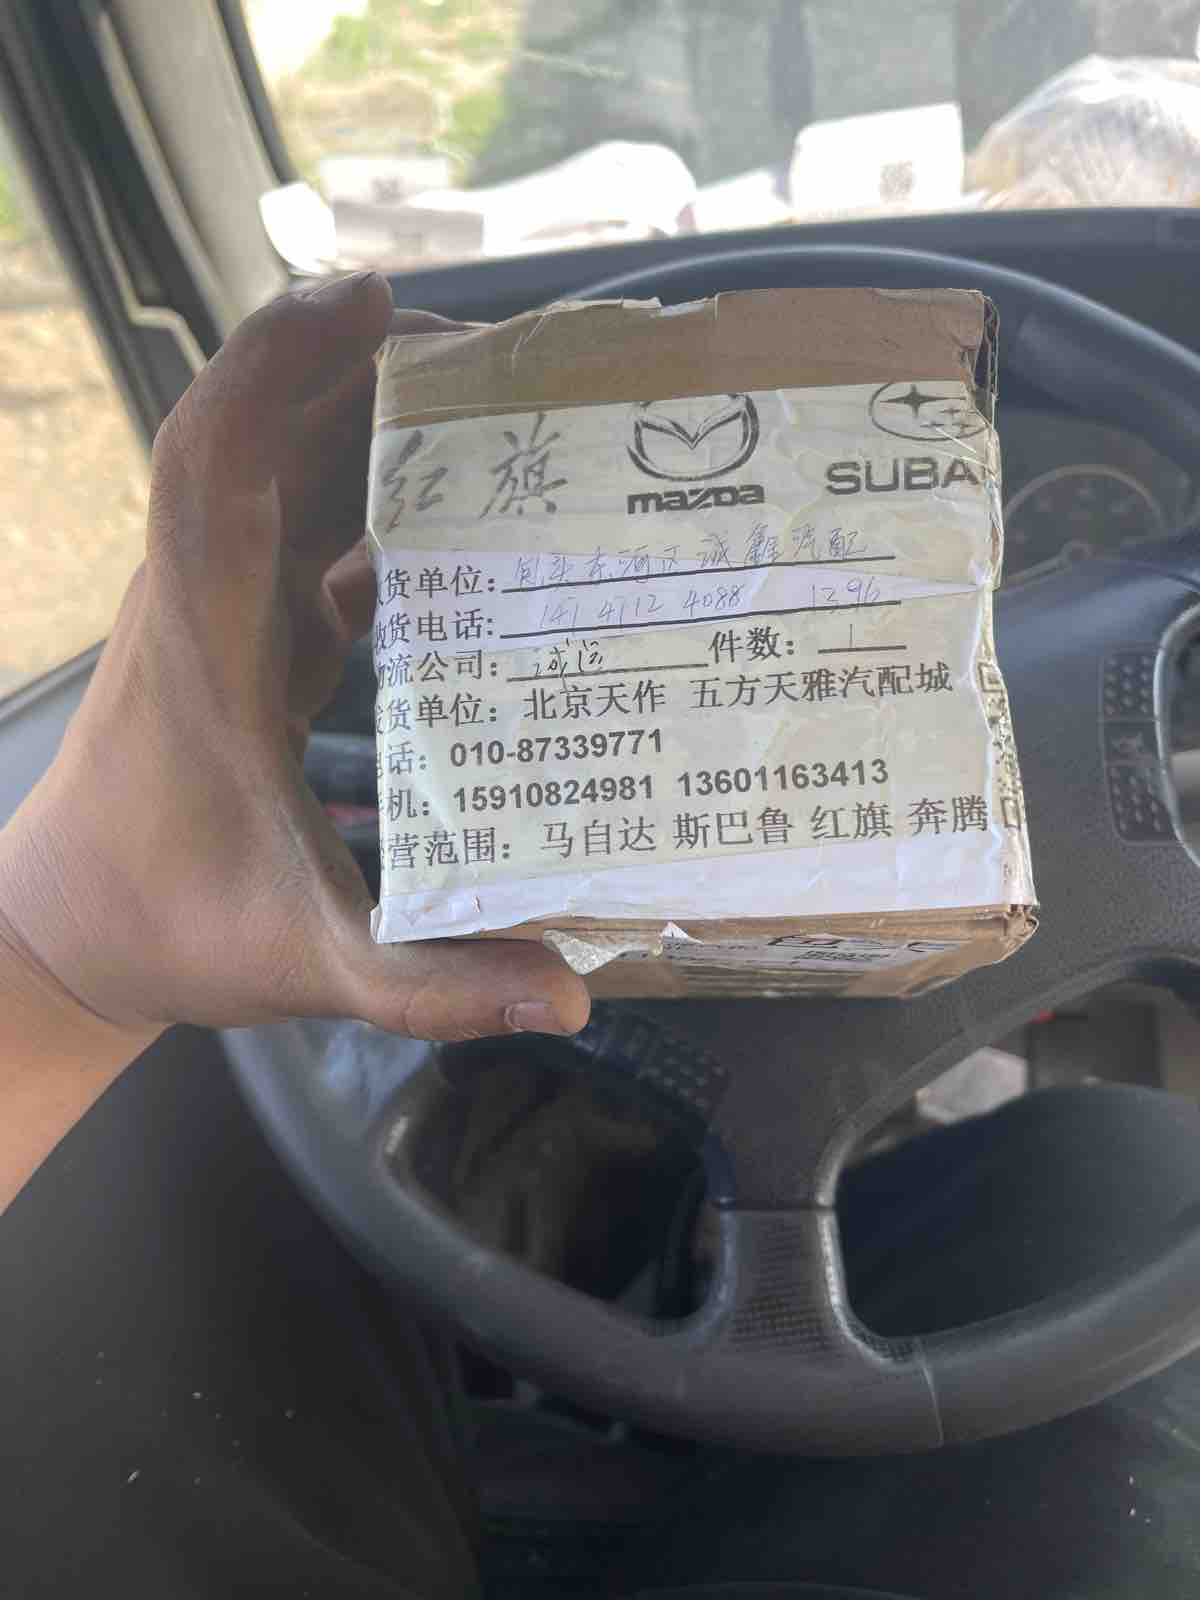 红旗 mazda SUBA
货单位: 包头东河区诚鑫汽配
收货电话: 147 4712 4088 1396
物流公司: 诚运 件数: 1
发货单位: 北京天作 五方天雅汽配城
电话: 010-87339771
机: 15910824981 13601163413
营范围: 马自达 斯巴鲁 红旗 奔腾